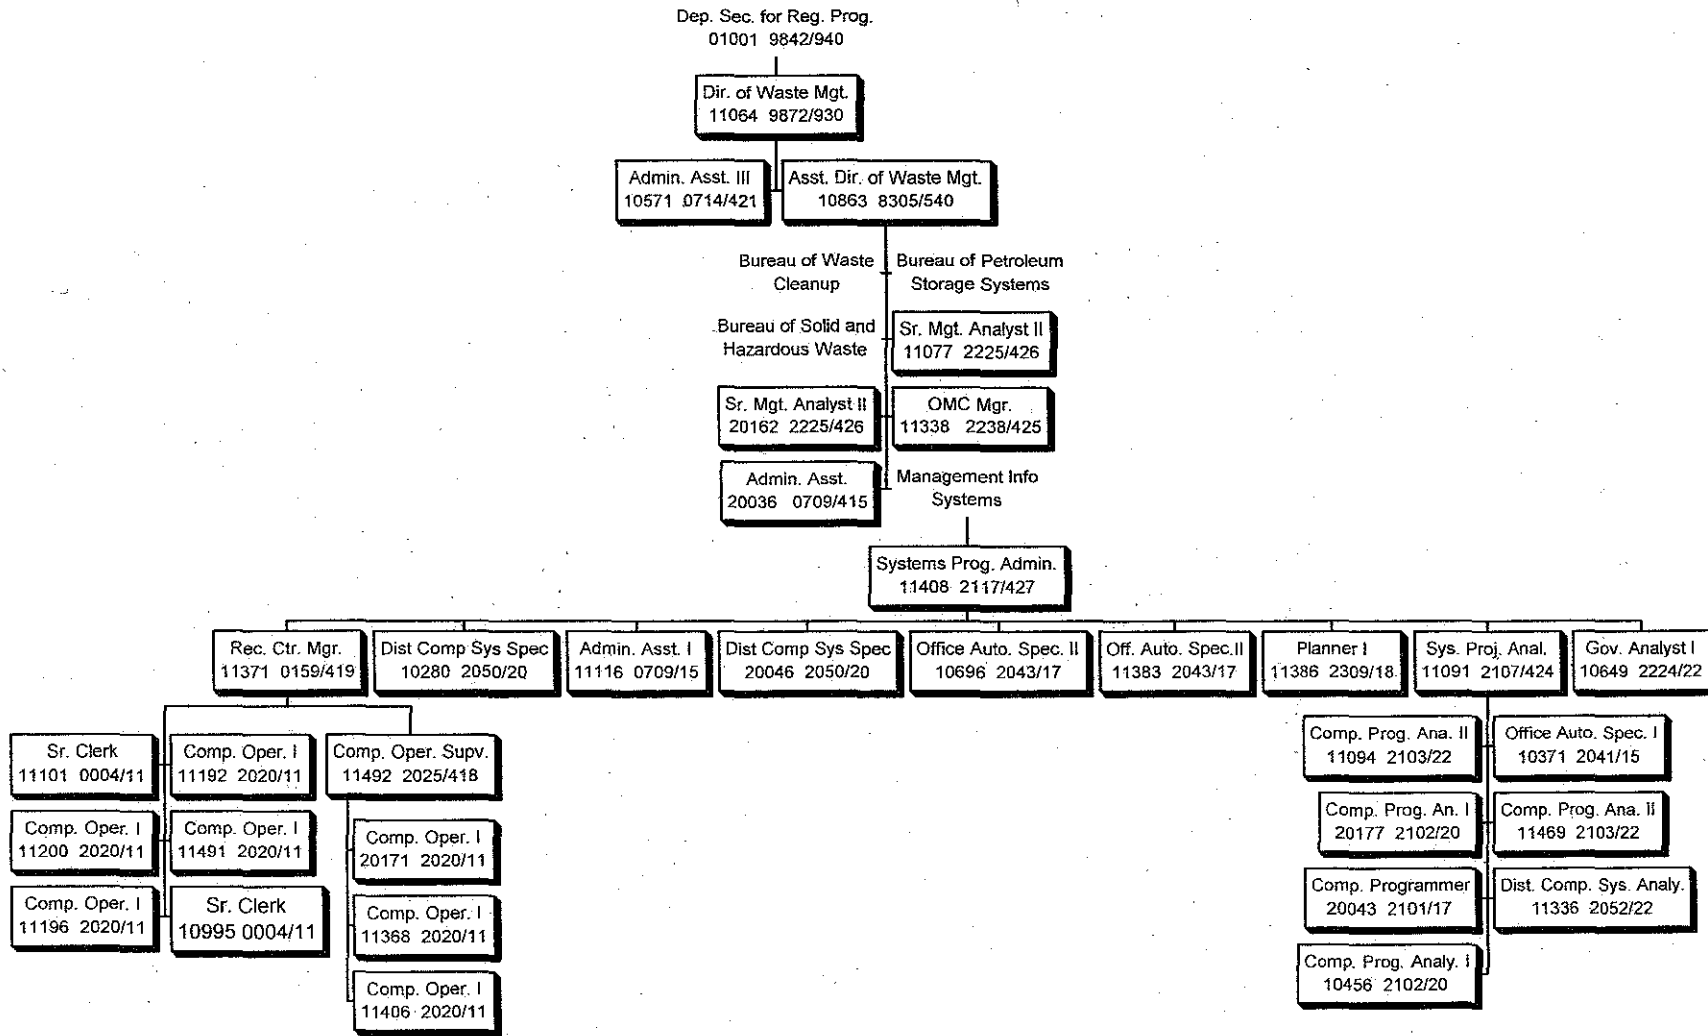 Dep. Sec. for Reg. Prog.
01001 9842/940
Dir. of Waste Mgt.
11064 9872/930
Admin. Asst. III
10571 0714/421
Asst. Dir. of Waste Mgt.
10863 8305/540
Bureau of Waste
Cleanup
Bureau of Petroleum
Storage Systems
Bureau of Solid and
Hazardous Waste
Sr. Mgt. Analyst II
11077 2225/426
Sr. Mgt. Analyst II
20162 2225/426
OMC Mgr.
11338 2238/425
Admin. Asst.
20036 0709/415
Management Info
Systems
Systems Prog. Admin.
11408 2117/427
Rec. Ctr. Mgr.
11371 0159/419
Dist Comp Sys Spec
10280 2050/20
Admin. Asst. I
11116 0709/15
Dist Comp Sys Spec
20046 2050/20
Office Auto. Spec. II
10696 2043/17
Off. Auto. Spec.II
11383 2043/17
Planner I
11386 2309/18
Sys. Proj. Anal.
11091 2107/424
Gov. Analyst I
10649 2224/22
Sr. Clerk
11101 0004/11
Comp. Oper. I
11192 2020/11
Comp. Oper. Supv.
11492 2025/418
Comp. Oper. I
11200 2020/11
Comp. Oper. I
11491 2020/11
Comp. Oper. I
20171 2020/11
Comp. Oper. I
11196 2020/11
Sr. Clerk
10995 0004/11
Comp. Oper. I
11368 2020/11
Comp. Oper. I
11406 2020/11
Comp. Prog. Ana. II
11094 2103/22
Office Auto. Spec. I
10371 2041/15
Comp. Prog. An. I
20177 2102/20
Comp. Prog. Ana. II
11469 2103/22
Comp. Programmer
20043 2101/17
Dist. Comp. Sys. Analy.
11336 2052/22
Comp. Prog. Analy. I
10456 2102/20